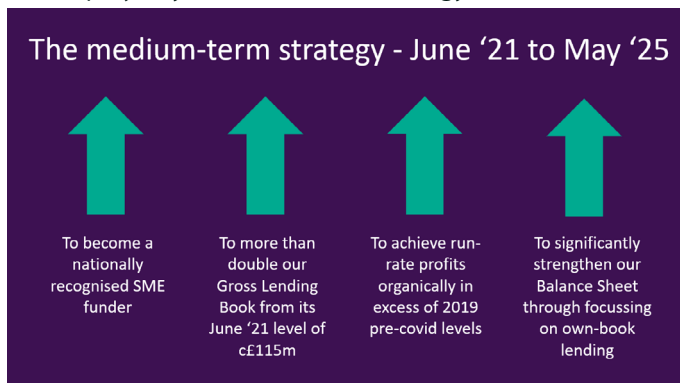 The medium-term strategy - June ‘21 to May ‘25
To become a
nationally
recognised SME
funder
To more than
double our
Gross Lending
Book from its
June ‘21 level of
c£115m
To achieve run-
rate profits
organically in
excess of 2019
pre-covid levels
To significantly
strengthen our
Balance Sheet
through focussing
on own-book
lending